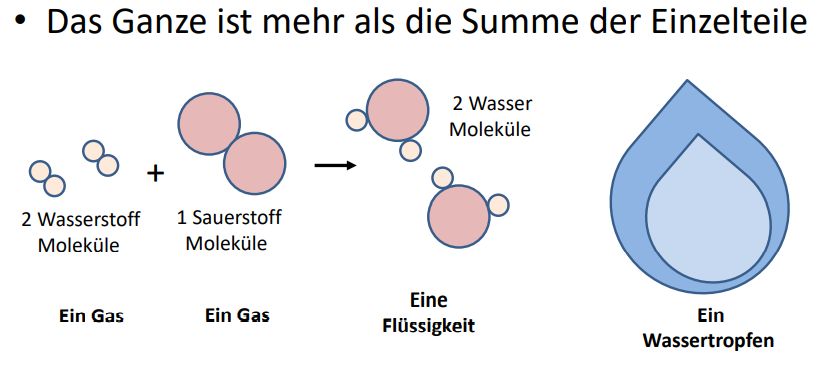 • Das Ganze ist mehr als die Summe der Einzelteile
2 Wasserstoff
Moleküle
+
1 Sauerstoff
Moleküle
2 Wasser
Moleküle
Ein Gas
Ein Gas
Eine
Flüssigkeit
Ein
Wassertropfen